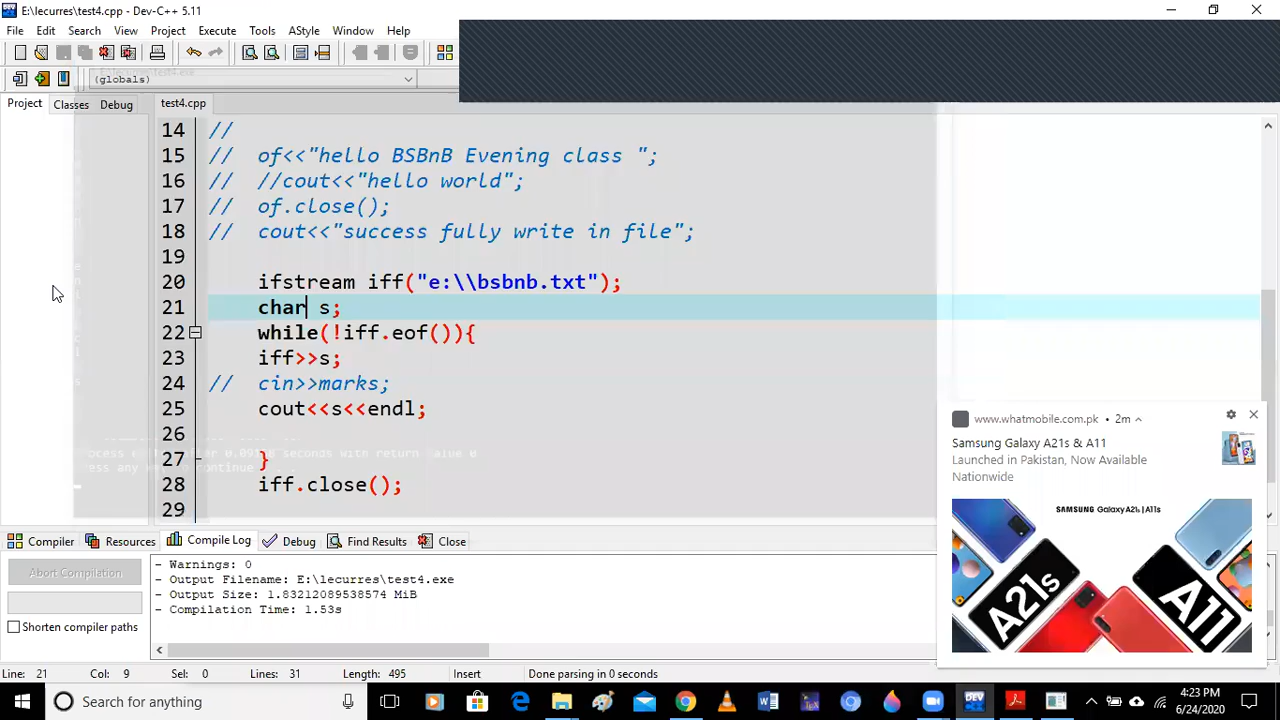 E:\lecurres\test4.cpp - Dev-C++ 5.11
File Edit Search View Project Execute Tools AStyle Window Help
(globals)
Project Classes Debug test4.cpp
14 //
15 // of<<"hello BSBnB Evening class ";
16 // //cout<<"hello world";
17 // of.close();
18 // cout<<"success fully write in file";
19
20 ifstream iff("e:\\bsbnb.txt");
21 char s;
22 while(!iff.eof()){
23 iff>>s;
24 // cin>>marks;
25 cout<<s<<endl;
26
27 }
28 iff.close();
29
www.whatmobile.com.pk • 2m
Samsung Galaxy A21s & A11
Launched in Pakistan, Now Available
Nationwide
SAMSUNG Galaxy A21s | A11s
A21s
A11
Compiler Resources Compile Log Debug Find Results Close
Abort Compilation
Shorten compiler paths
- Warnings: 0
- Output Filename: E:\lecurres\test4.exe
- Output Size: 1.83212089538574 MiB
- Compilation Time: 1.53s
Line: 21 Col: 9 Sel: 0 Lines: 31 Length: 495 Insert Done parsing in 0 seconds
Search for anything
4:23 PM
6/24/2020